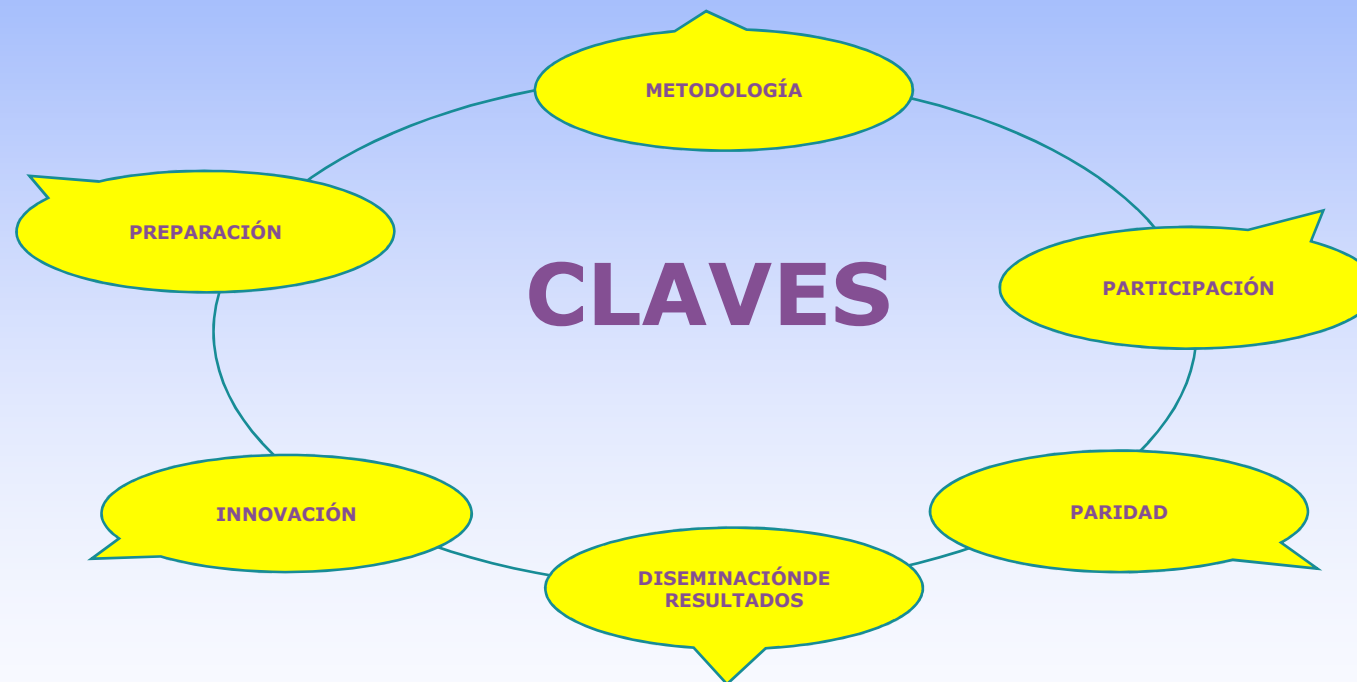 METODOLOGÍA
PREPARACIÓN
CLAVES
PARTICIPACIÓN
INNOVACIÓN
PARIDAD
DISEMINACIÓNDE
RESULTADOS